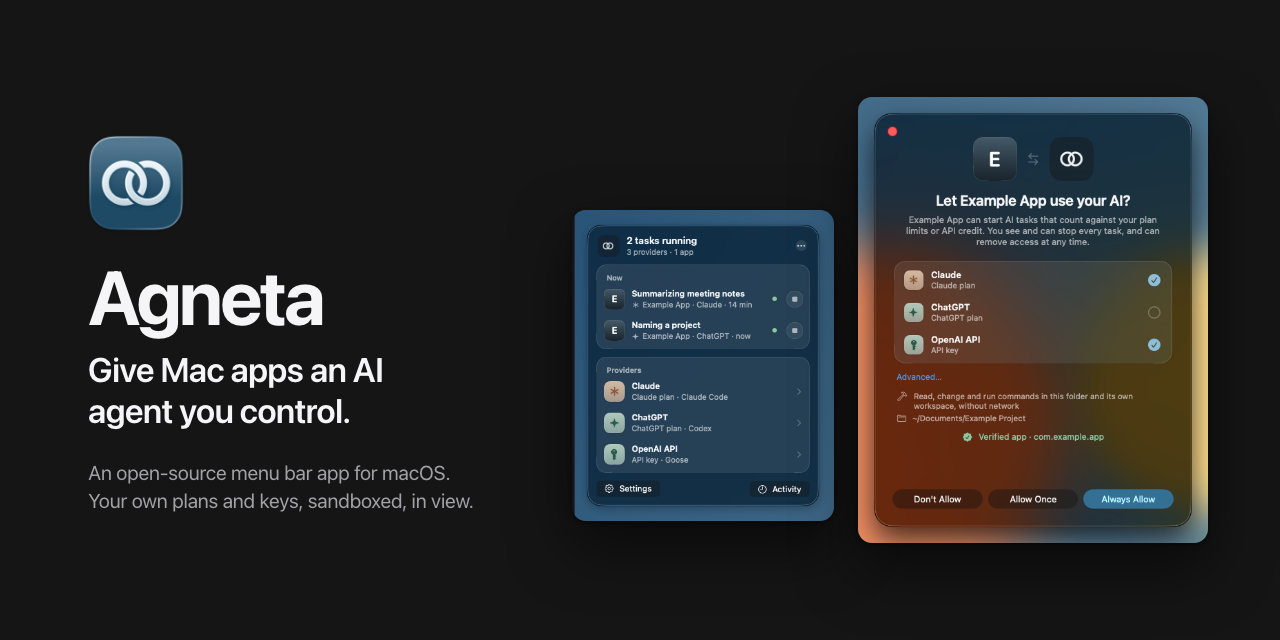 Agneta
Give Mac apps an AI
agent you control.
An open-source menu bar app for macOS.
Your own plans and keys, sandboxed, in view.
2 tasks running
3 providers · 1 app
Now
E
Summarizing meeting notes
Example App · Claude · 14 min
E
Naming a project
Example App · ChatGPT · now
Providers
Claude
Claude plan · Claude Code
ChatGPT
ChatGPT plan · Codex
OpenAI API
API key · Goose
Settings
Activity
E
Let Example App use your AI?
Example App can start AI tasks that count against your plan
limits or API credit. You see and can stop every task, and can
remove access at any time.
Claude
Claude plan
ChatGPT
ChatGPT plan
OpenAI API
API key
Advanced...
Read, change and run commands in this folder and its own
workspace, without network
~/Documents/Example Project
Verified app · com.example.app
Don't Allow
Allow Once
Always Allow